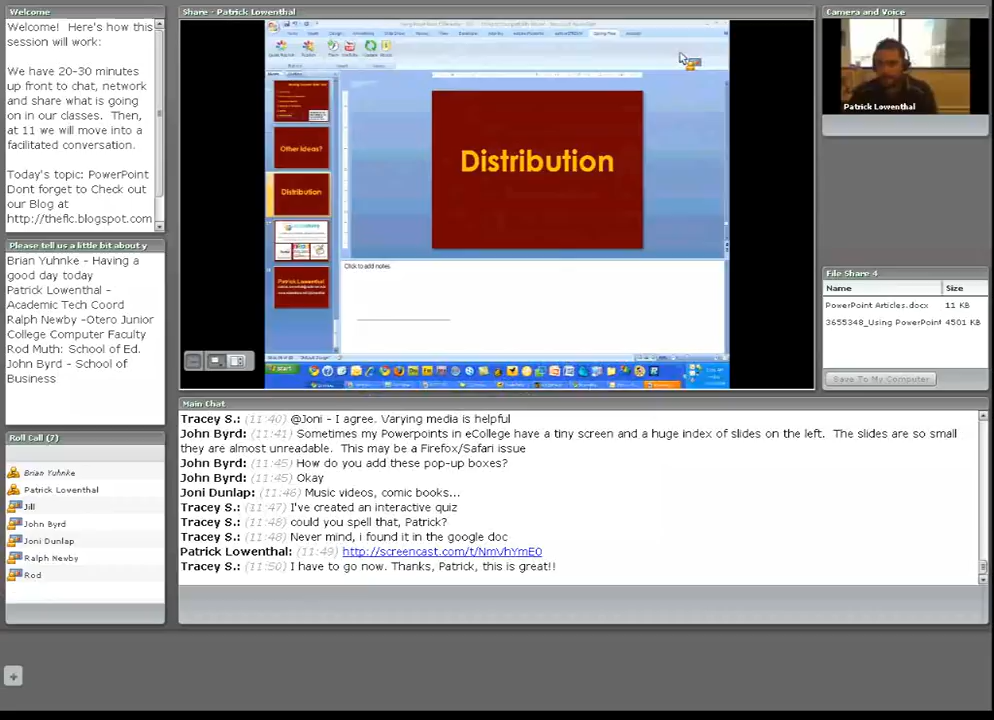 Welcome
Welcome! Here's how this
session will work:
We have 20-30 minutes
up front to chat, network
and share what is going
on in our classes. Then,
at 11 we will move into a
facilitated conversation.
Today's topic: PowerPoint
Dont forget to Check out
our Blog at
http://theflc.blogspot.com
Please tell us a little bit about y
Brian Yuhnke - Having a
good day today
Patrick Lowenthal -
Academic Tech Coord
Ralph Newby -Otero Junior
College Computer Faculty
Rod Muth: School of Ed.
John Byrd - School of
Business
Roll Call (7)
Brian Yuhnke
Patrick Lowenthal
Jill
John Byrd
Joni Dunlap
Ralph Newby
Rod
Share - Patrick Lowenthal
Other Ideas?
Distribution
Patrick Lowenthal
Distribution
Click to add notes
start
Camera and Voice
Patrick Lowenthal
File Share 4
Name Size
PowerPoint Articles.docx 11 KB
3655348_Using PowerPoint 4501 KB
Save To My Computer
Main Chat
Tracey S.: (11:40) @Joni - I agree. Varying media is helpful
John Byrd: (11:41) Sometimes my Powerpoints in eCollege have a tiny screen and a huge index of slides on the left. The slides are so small
they are almost unreadable. This may be a Firefox/Safari issue
John Byrd: (11:45) How do you add these pop-up boxes?
John Byrd: (11:45) Okay
Joni Dunlap: (11:46) Music videos, comic books...
Tracey S.: (11:47) I've created an interactive quiz
Tracey S.: (11:48) could you spell that, Patrick?
Tracey S.: (11:48) Never mind, i found it in the google doc
Patrick Lowenthal: (11:49) http://screencast.com/t/NmVhYmE0
Tracey S.: (11:50) I have to go now. Thanks, Patrick, this is great!!